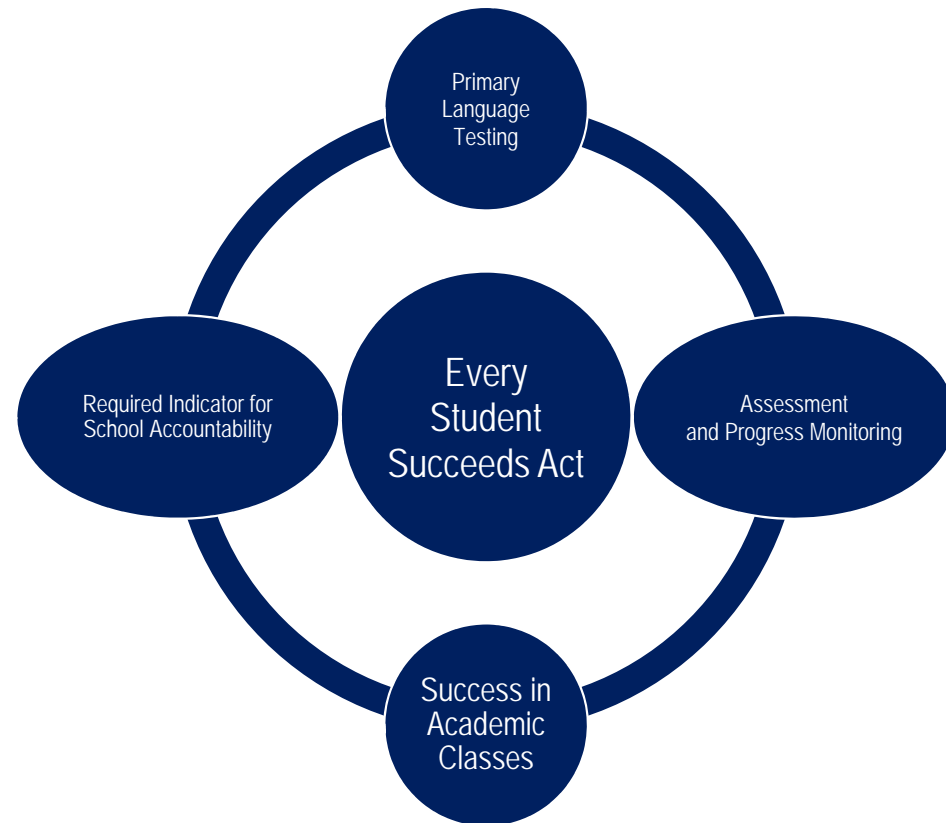 Primary
Language
Testing
Required Indicator for
School Accountability
Every
Student
Succeeds Act
Assessment
and Progress Monitoring
Success in
Academic
Classes